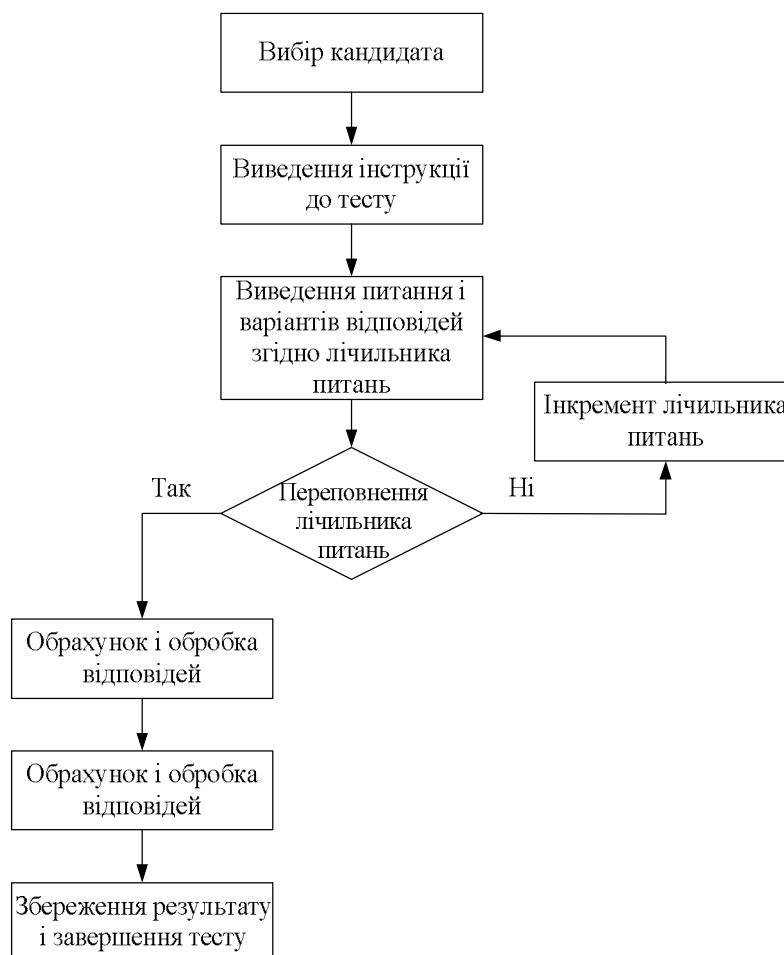 Вибір кандидата
Виведення інструкції
до тесту
Виведення питання і
варіантів відповідей
згідно лічильника
питань
Інкремент лічильника
питань
Так
Переповнення
лічильника
питань
Ні
Обрахунок і обробка
відповідей
Обрахунок і обробка
відповідей
Збереження результату
і завершення тесту